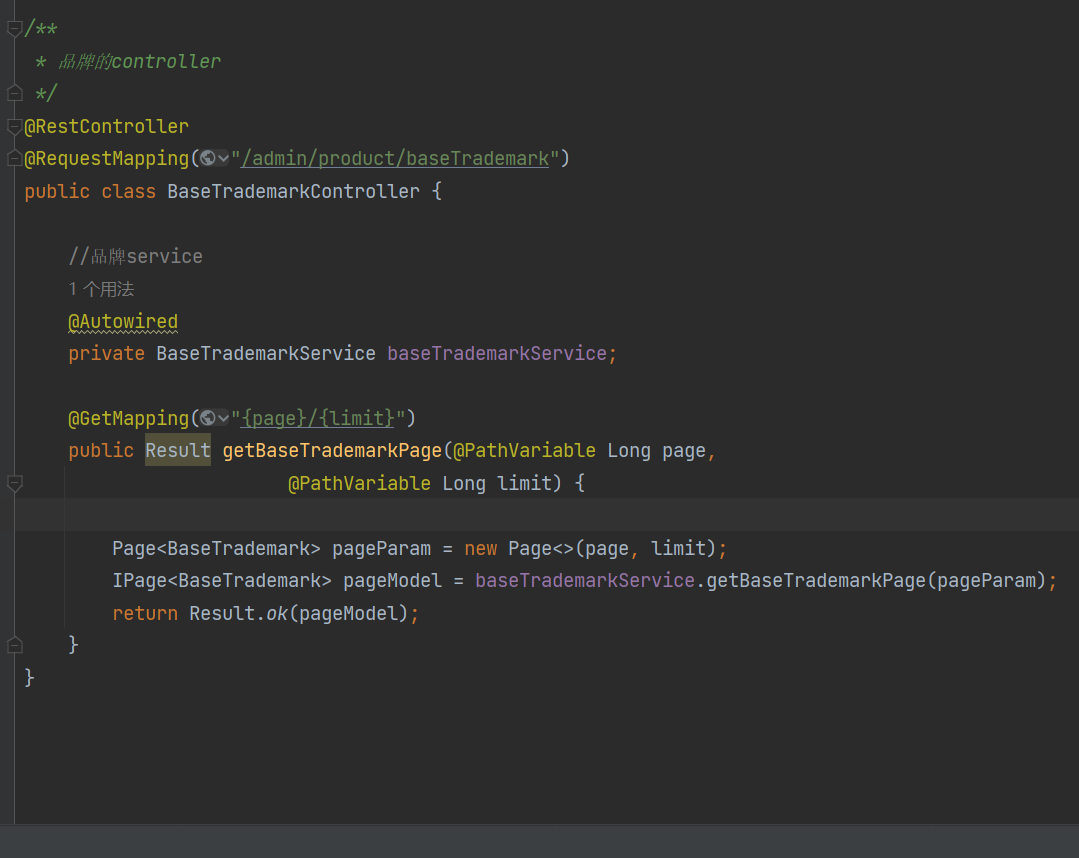 /**
* 品牌的controller
*/
@RestController
@RequestMapping("/admin/product/baseTrademark")
public class BaseTrademarkController {
//品牌service
1 个用法
@Autowired
private BaseTrademarkService baseTrademarkService;
@GetMapping("{page}/{limit}")
public Result getBaseTrademarkPage(@PathVariable Long page,
@PathVariable Long limit) {
Page<BaseTrademark> pageParam = new Page<>(page, limit);
IPage<BaseTrademark> pageModel = baseTrademarkService.getBaseTrademarkPage(pageParam);
return Result.ok(pageModel);
}
}